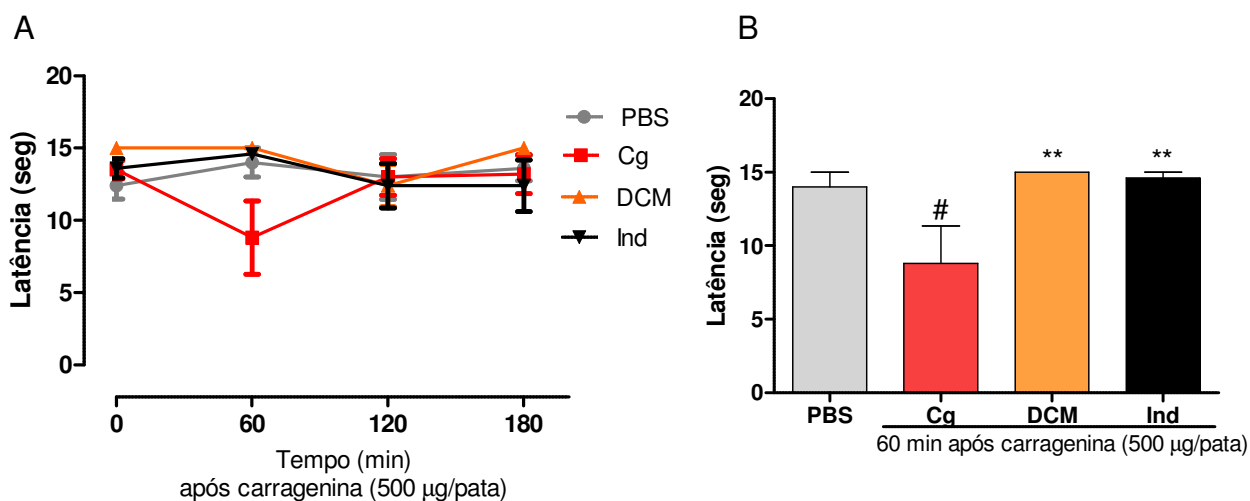 A
Latência (seg)
20
15
10
5
0
0 60 120 180
Tempo (min)
após carragenina (500 µg/pata)
PBS
Cg
DCM
Ind
B
Latência (seg)
20
15
10
5
0
#
**
**
PBS Cg DCM Ind
60 min após carragenina (500 µg/pata)